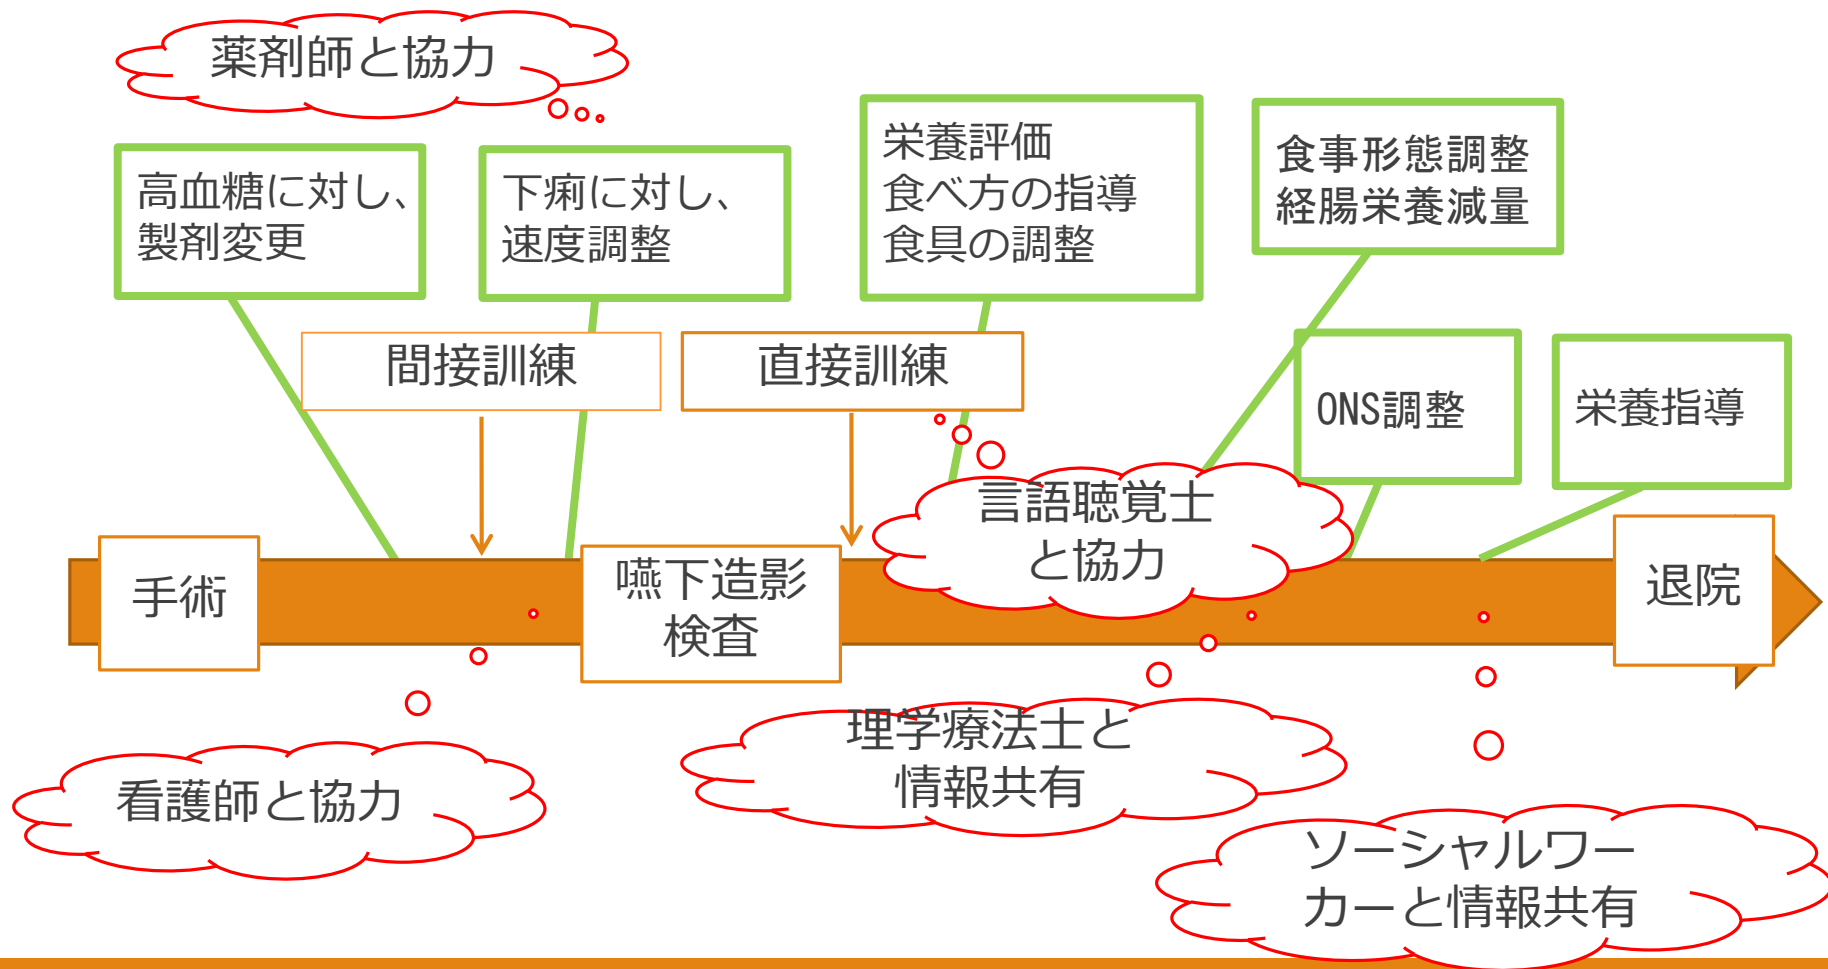 薬剤師と協力
高血糖に対し、
製剤変更
下痢に対し、
速度調整
栄養評価
食べ方の指導
食具の調整
食事形態調整
経腸栄養減量
間接訓練
直接訓練
ONS調整
栄養指導
言語聴覚士
と協力
手術
嚥下造影
検査
退院
看護師と協力
理学療法士と
情報共有
ソーシャルワー
カーと情報共有